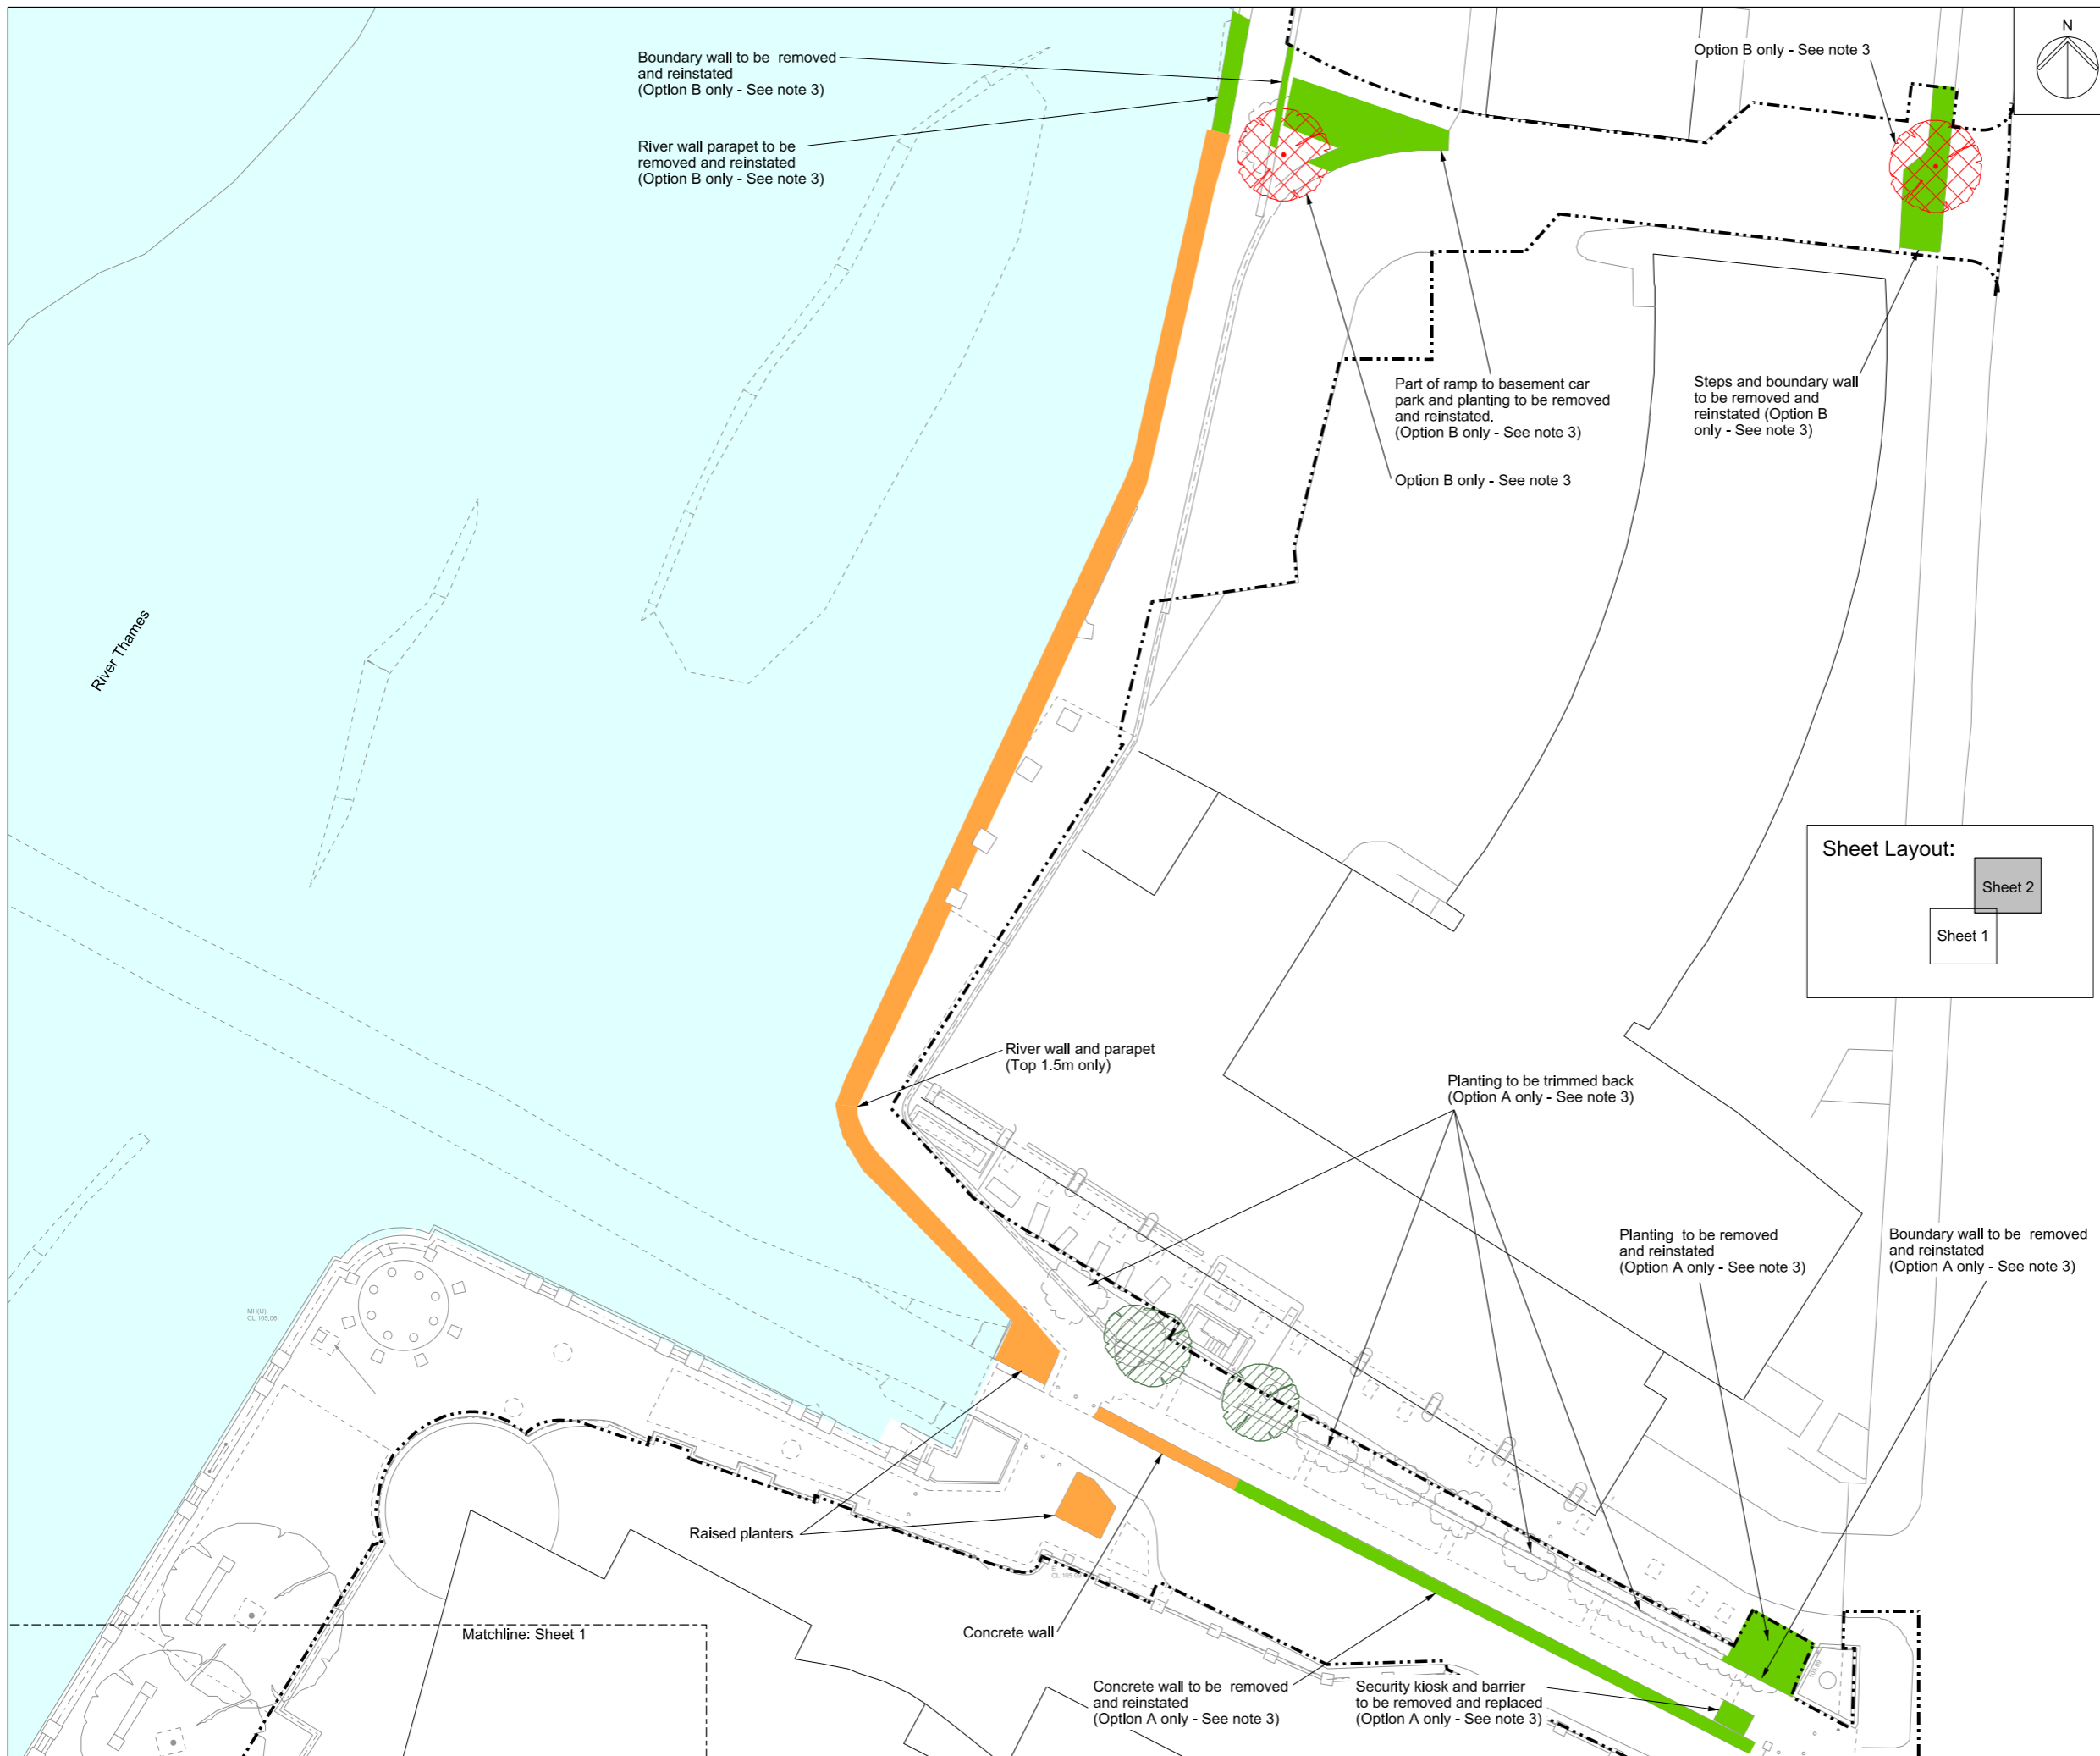 N
Boundary wall to be removed
and reinstated
(Option B only - See note 3)
Option B only - See note 3
River wall parapet to be
removed and reinstated
(Option B only - See note 3)
Part of ramp to basement car
park and planting to be removed
and reinstated.
(Option B only - See note 3)
Steps and boundary wall
to be removed and
reinstated (Option B
only - See note 3)
Option B only - See note 3
River Thames
Sheet Layout:
Sheet 2
Sheet 1
River wall and parapet
(Top 1.5m only)
Planting to be trimmed back
(Option A only - See note 3)
Planting to be removed
and reinstated
(Option A only - See note 3)
Boundary wall to be removed
and reinstated
(Option A only - See note 3)
MH(U)
CL 105.06
Raised planters
Matchline: Sheet 1
Concrete wall
Concrete wall to be removed
and reinstated
(Option A only - See note 3)
Security kiosk and barrier
to be removed and replaced
(Option A only - See note 3)